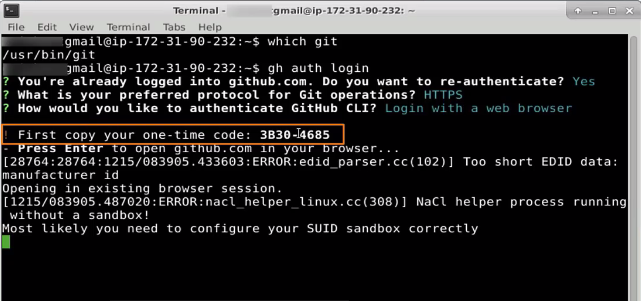 Terminal - gmail@ip-172-31-90-232: ~
File Edit View Terminal Tabs Help
gmail@ip-172-31-90-232:~$ which git
/usr/bin/git
gmail@ip-172-31-90-232:~$ gh auth login
? You're already logged into github.com. Do you want to re-authenticate? Yes
? What is your preferred protocol for Git operations? HTTPS
? How would you like to authenticate GitHub CLI? Login with a web browser
! First copy your one-time code: 3B30-4685
- Press Enter to open github.com in your browser...
[28764:28764:1215/083905.433603:ERROR:edid_parser.cc(102)] Too short EDID data:
manufacturer id
Opening in existing browser session.
[1215/083905.487020:ERROR:nacl_helper_linux.cc(308)] NaCl helper process running
without a sandbox!
Most likely you need to configure your SUID sandbox correctly